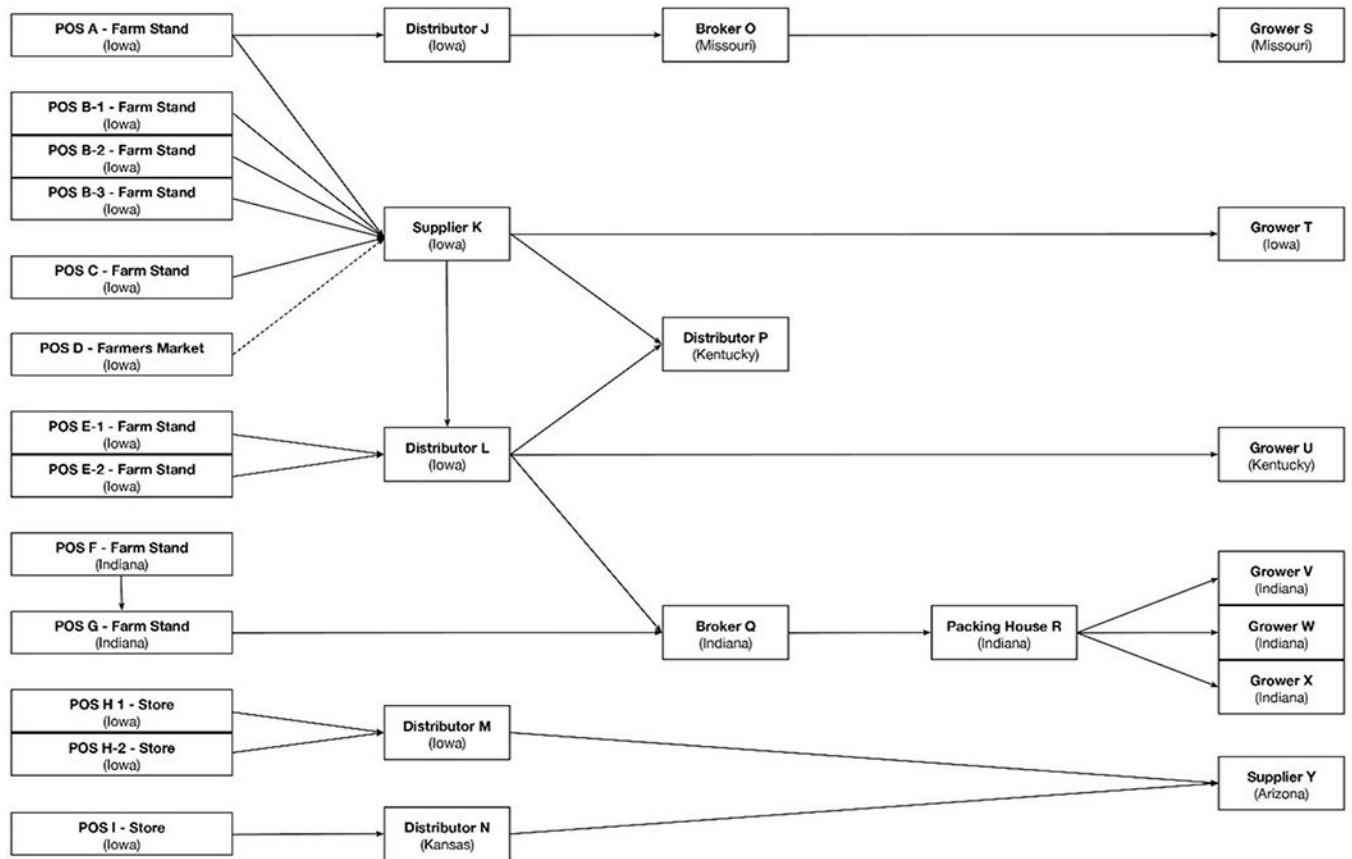 POS A - Farm Stand
(Iowa)
Distributor J
(Iowa)
Broker O
(Missouri)
Grower S
(Missouri)
POS B-1 - Farm Stand
(Iowa)
POS B-2 - Farm Stand
(Iowa)
POS B-3 - Farm Stand
(Iowa)
Supplier K
(Iowa)
Grower T
(Iowa)
POS C - Farm Stand
(Iowa)
POS D - Farmers Market
(Iowa)
Distributor P
(Kentucky)
POS E-1 - Farm Stand
(Iowa)
POS E-2 - Farm Stand
(Iowa)
Distributor L
(Iowa)
Grower U
(Kentucky)
POS F - Farm Stand
(Indiana)
POS G - Farm Stand
(Indiana)
Broker Q
(Indiana)
Packing House R
(Indiana)
Grower V
(Indiana)
Grower W
(Indiana)
Grower X
(Indiana)
POS H 1 - Store
(Iowa)
POS H-2 - Store
(Iowa)
Distributor M
(Iowa)
Supplier Y
(Arizona)
POS I - Store
(Iowa)
Distributor N
(Kansas)